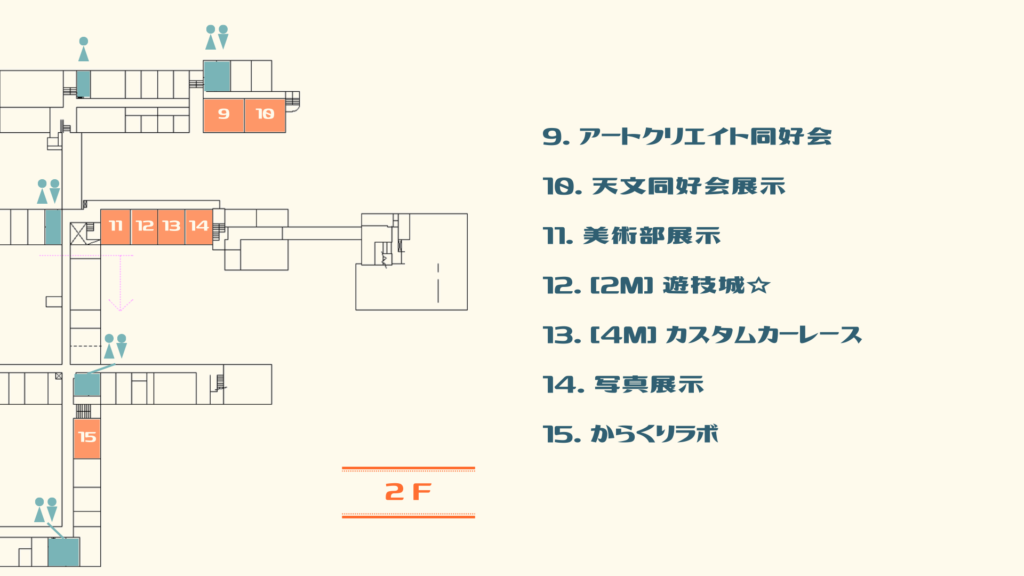 9 10
11 12 13 14
15
2F
9. アートクリエイト同好会
10. 天文同好会展示
11. 美術部展示
12. [2M] 遊技城☆
13. [4M] カスタムカーレース
14. 写真展示
15. からくりラボ